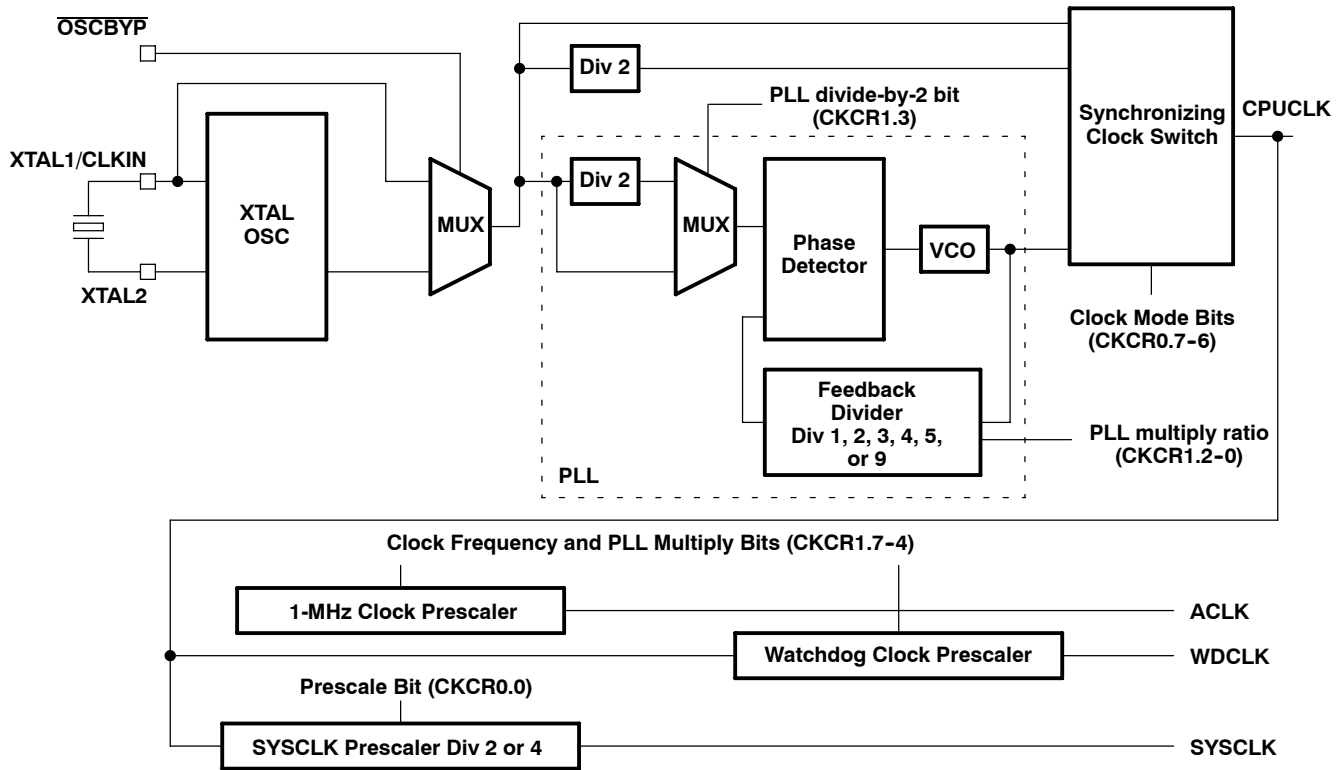 OSCBYP
XTAL1/CLKIN
XTAL2
XTAL
OSC
MUX
Div 2
PLL divide-by-2 bit
(CKCR1.3)
Div 2
MUX
Phase
Detector
VCO
Feedback
Divider
Div 1, 2, 3, 4, 5,
or 9
PLL
Synchronizing
Clock Switch
CPUCLK
Clock Mode Bits
(CKCR0.7-6)
PLL multiply ratio
(CKCR1.2-0)
Clock Frequency and PLL Multiply Bits (CKCR1.7-4)
1-MHz Clock Prescaler
ACLK
Watchdog Clock Prescaler
WDCLK
Prescale Bit (CKCR0.0)
SYSCLK Prescaler Div 2 or 4
SYSCLK